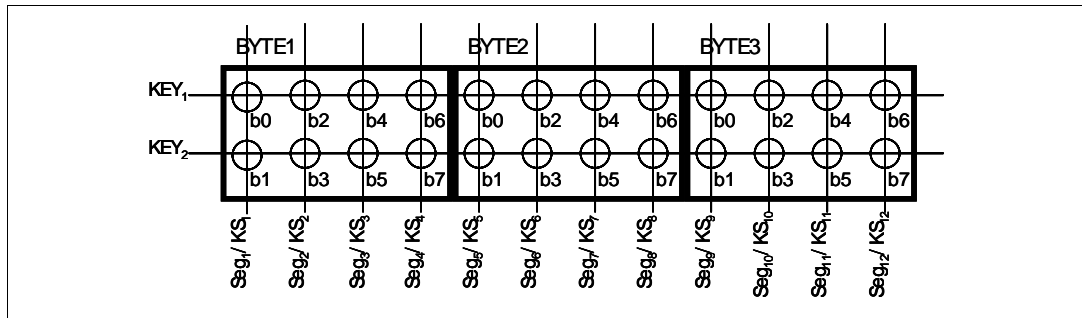 BYTE1 BYTE2 BYTE3
KEY₁
b0 b2 b4 b6 b0 b2 b4 b6 b0 b2 b4 b6
KEY₂
b1 b3 b5 b7 b1 b3 b5 b7 b1 b3 b5 b7
Seg₁/ KS₁
Seg₂/ KS₂
Seg₃/ KS₃
Seg₄/ KS₄
Seg₅/ KS₅
Seg₆/ KS₆
Seg₇/ KS₇
Seg₈/ KS₈
Seg₉/ KS₉
Seg₁₀/ KS₁₀
Seg₁₁/ KS₁₁
Seg₁₂/ KS₁₂